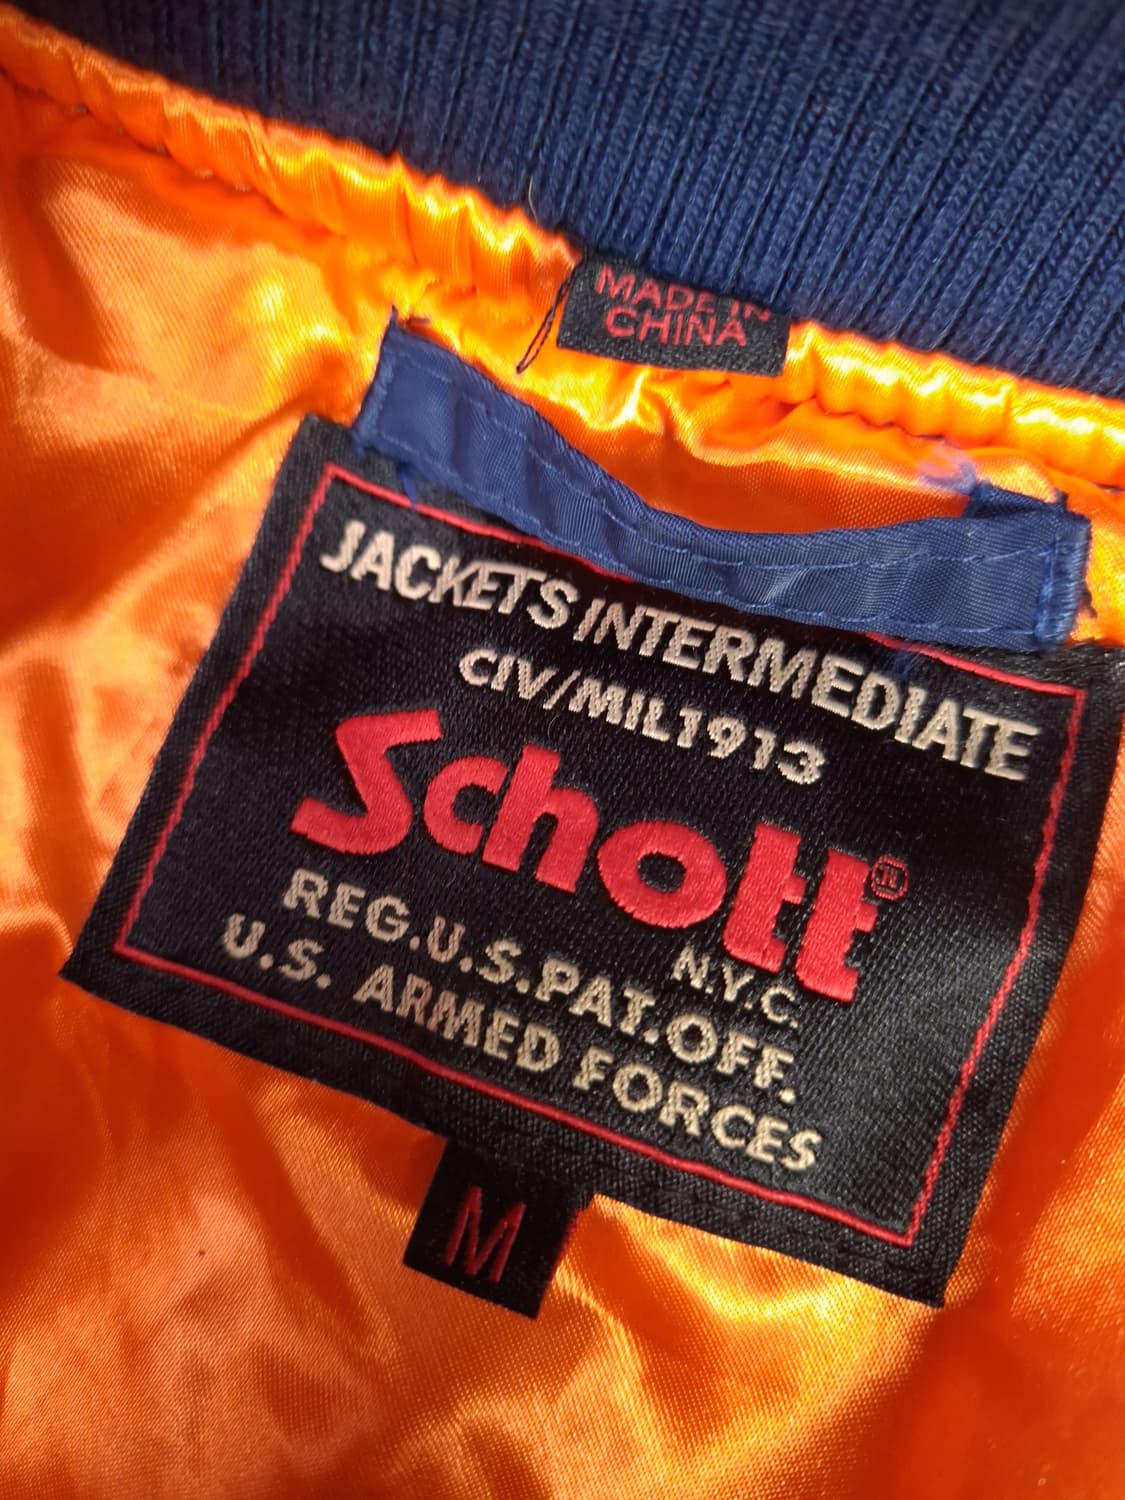 MADE IN
CHINA
JACKETS INTERMEDIATE
CIV/MIL1913
Schott®
N.Y.C.
REG.U.S.PAT.OFF.
U.S. ARMED FORCES
M